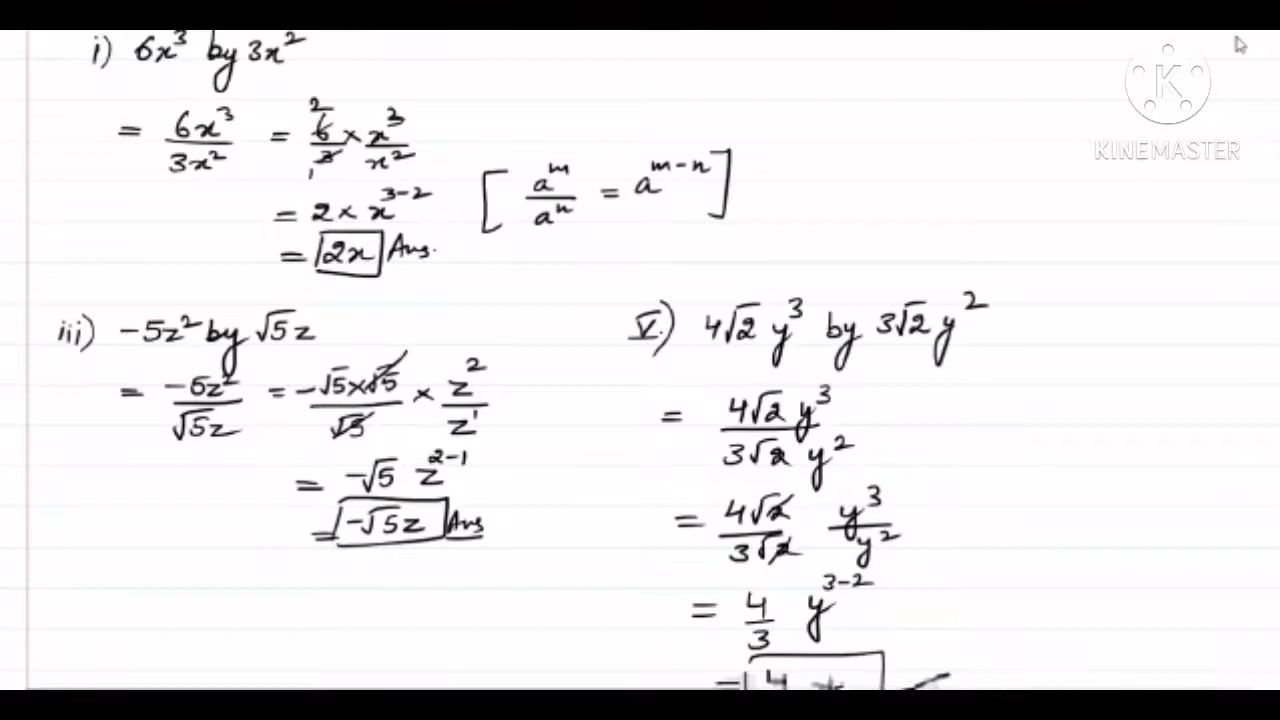 i) 6x³ by 3x²
= 6x³/3x² = 6/3 × x³/x²
2
1
= 2 × x³⁻² [aᵐ/aⁿ = aᵐ⁻ⁿ]
= 2x Ans.
iii) -5z² by √5z
= -5z²/√5z = -√5×√5/√5 × z²/z¹
= -√5 z²⁻¹
= -√5z Ans
V.) 4√2 y³ by 3√2 y²
= 4√2 y³/3√2 y²
= 4√2/3√2 y³/y²
= 4/3 y³⁻²
= 4
KINEMASTER